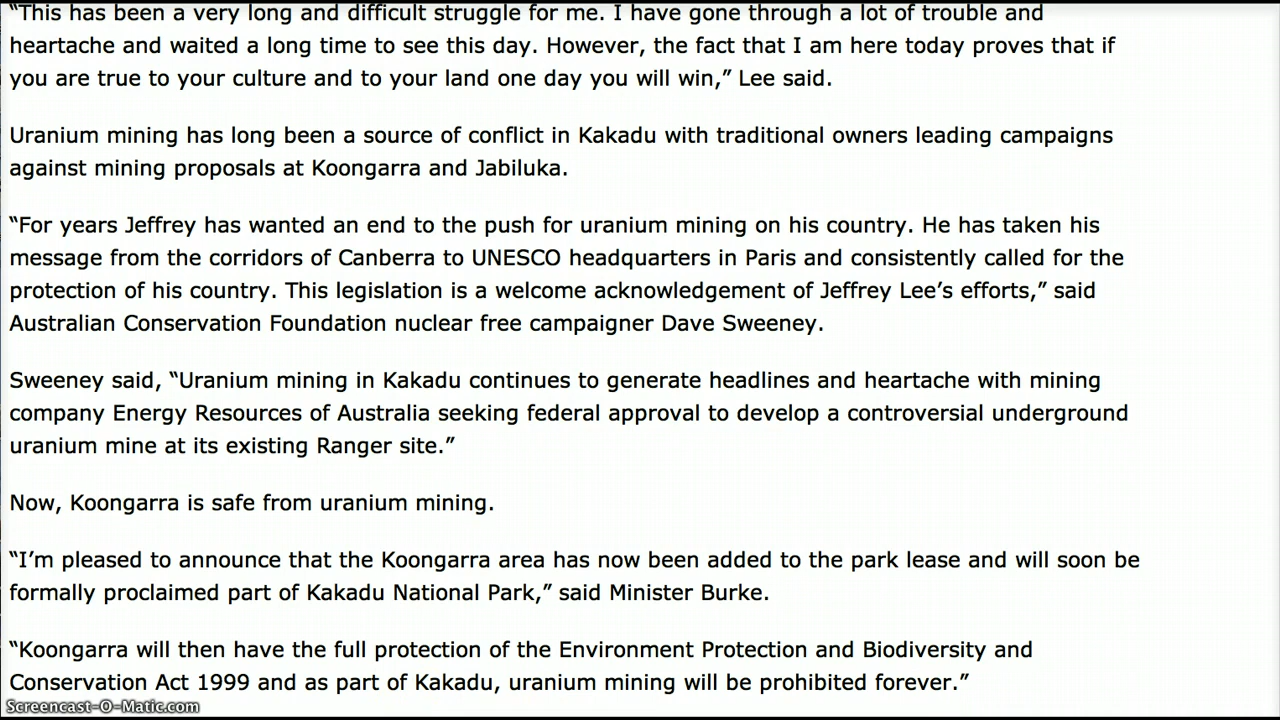 “This has been a very long and difficult struggle for me. I have gone through a lot of trouble and
heartache and waited a long time to see this day. However, the fact that I am here today proves that if
you are true to your culture and to your land one day you will win,” Lee said.
Uranium mining has long been a source of conflict in Kakadu with traditional owners leading campaigns
against mining proposals at Koongarra and Jabiluka.
“For years Jeffrey has wanted an end to the push for uranium mining on his country. He has taken his
message from the corridors of Canberra to UNESCO headquarters in Paris and consistently called for the
protection of his country. This legislation is a welcome acknowledgement of Jeffrey Lee’s efforts,” said
Australian Conservation Foundation nuclear free campaigner Dave Sweeney.
Sweeney said, “Uranium mining in Kakadu continues to generate headlines and heartache with mining
company Energy Resources of Australia seeking federal approval to develop a controversial underground
uranium mine at its existing Ranger site.”
Now, Koongarra is safe from uranium mining.
“I’m pleased to announce that the Koongarra area has now been added to the park lease and will soon be
formally proclaimed part of Kakadu National Park,” said Minister Burke.
“Koongarra will then have the full protection of the Environment Protection and Biodiversity and
Conservation Act 1999 and as part of Kakadu, uranium mining will be prohibited forever.”
Screencast-O-Matic.com